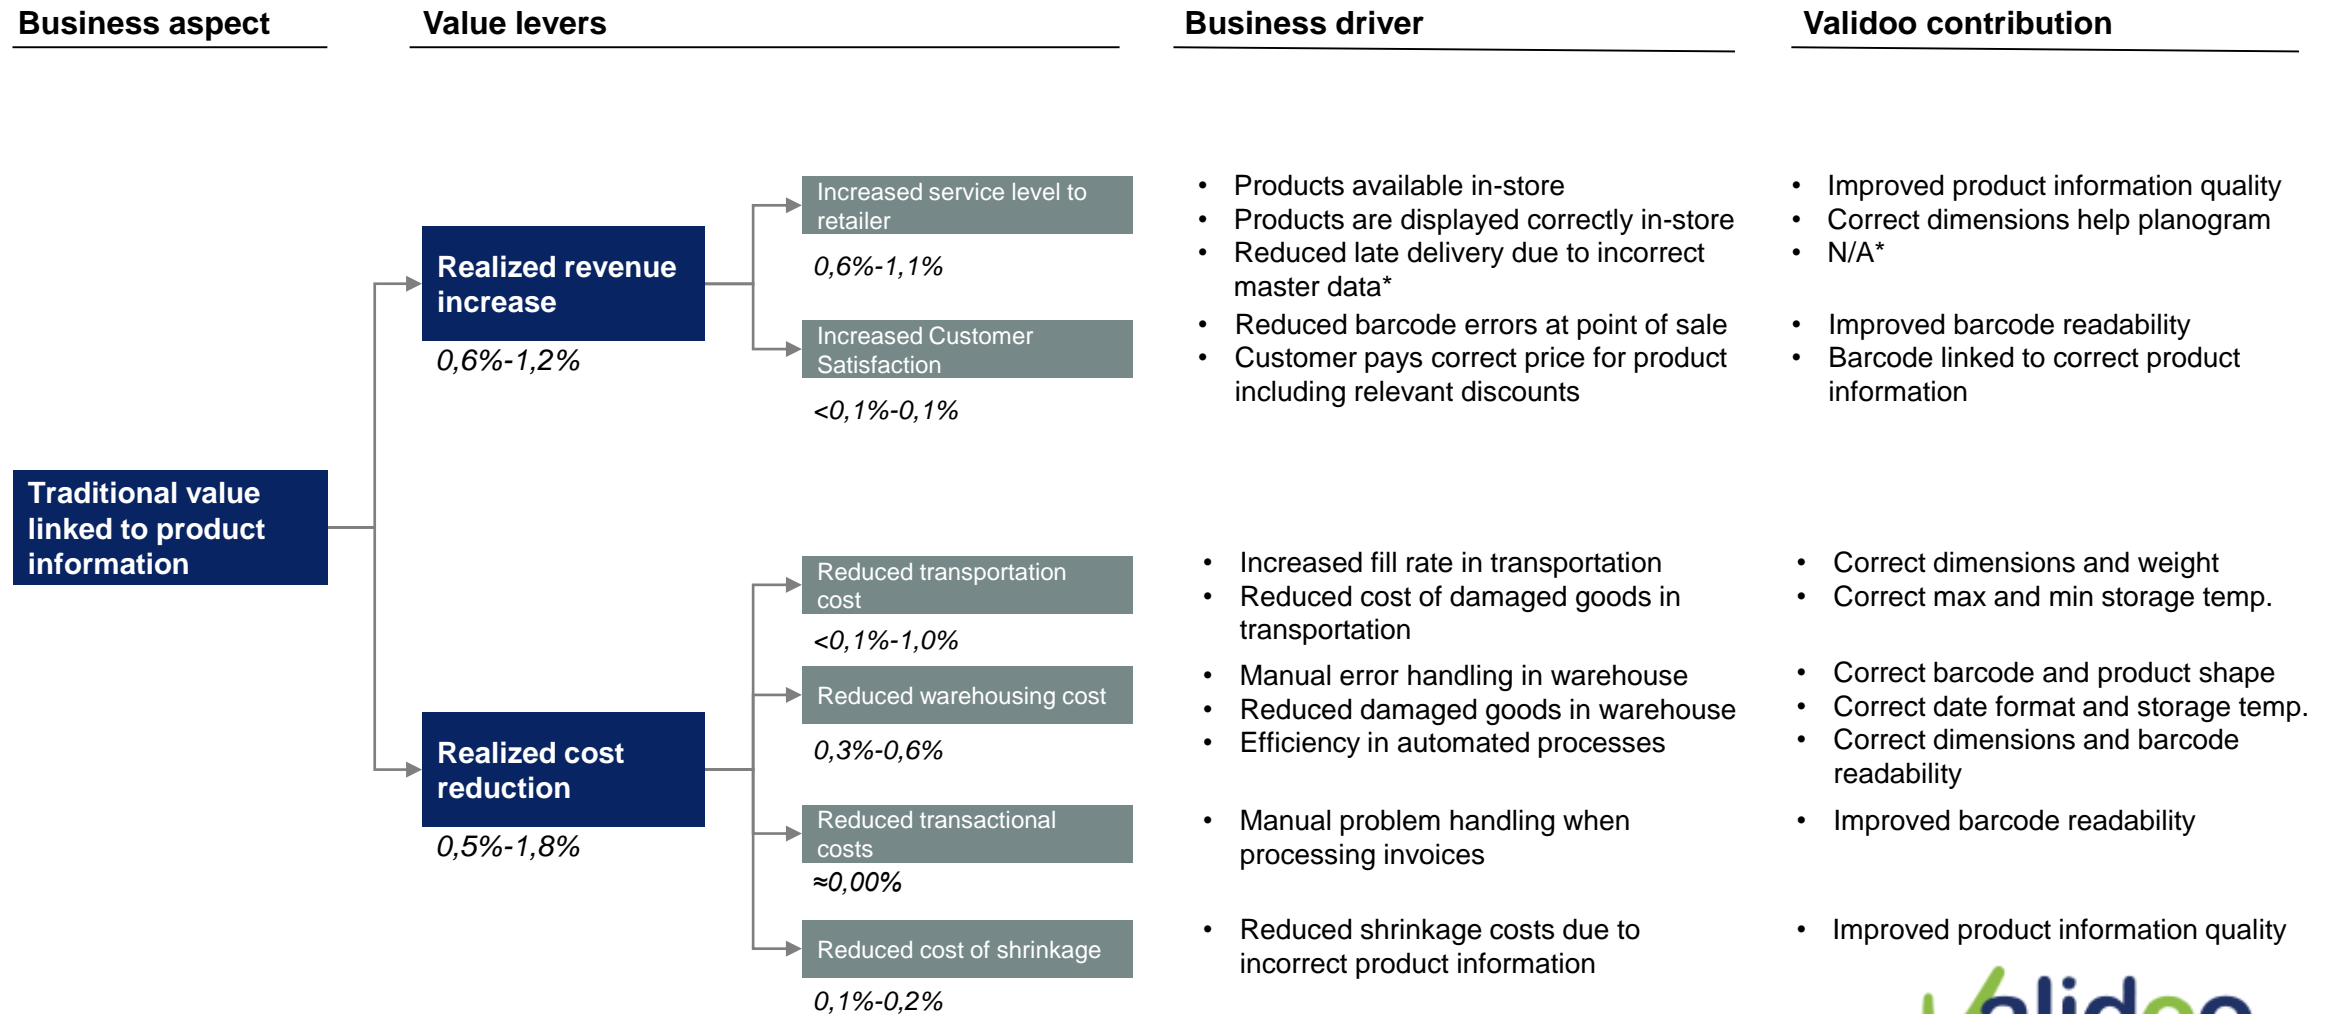 Business aspect
Value levers
Business driver
Validoo contribution
Traditional value
linked to product
information
Realized revenue
increase
0,6%-1,2%
Increased service level to
retailer
0,6%-1,1%
Increased Customer
Satisfaction
<0,1%-0,1%
• Products available in-store
• Products are displayed correctly in-store
• Reduced late delivery due to incorrect
master data*
• Reduced barcode errors at point of sale
• Customer pays correct price for product
including relevant discounts
• Improved product information quality
• Correct dimensions help planogram
• N/A*
• Improved barcode readability
• Barcode linked to correct product
information
Realized cost
reduction
0,5%-1,8%
Reduced transportation
cost
<0,1%-1,0%
Reduced warehousing cost
0,3%-0,6%
Reduced transactional
costs
≈0,00%
Reduced cost of shrinkage
0,1%-0,2%
• Increased fill rate in transportation
• Reduced cost of damaged goods in
transportation
• Manual error handling in warehouse
• Reduced damaged goods in warehouse
• Efficiency in automated processes
• Manual problem handling when
processing invoices
• Reduced shrinkage costs due to
incorrect product information
• Correct dimensions and weight
• Correct max and min storage temp.
• Correct barcode and product shape
• Correct date format and storage temp.
• Correct dimensions and barcode
readability
• Improved barcode readability
• Improved product information quality
Validoo